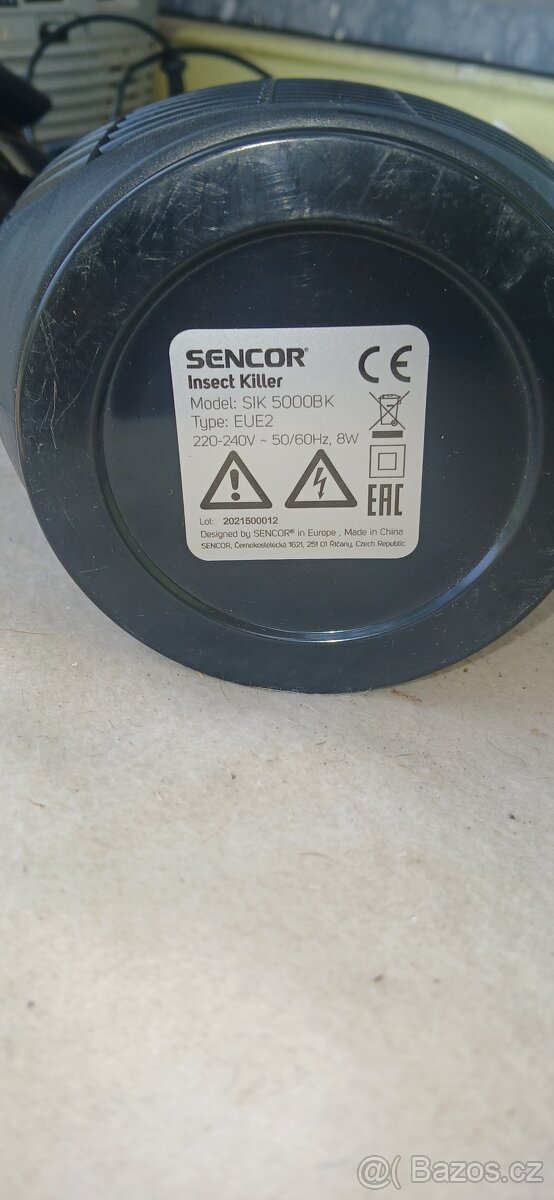 SENCOR®
Insect Killer
Model: SIK 5000BK
Type: EUE2
220-240V ~ 50/60Hz, 8W
CE
EAC
Lot: 2021500012
Designed by SENCOR® in Europe , Made in China
SENCOR, Černokostelecká 1621, 251 01 Říčany, Czech Republic
@( Bazoš.cz